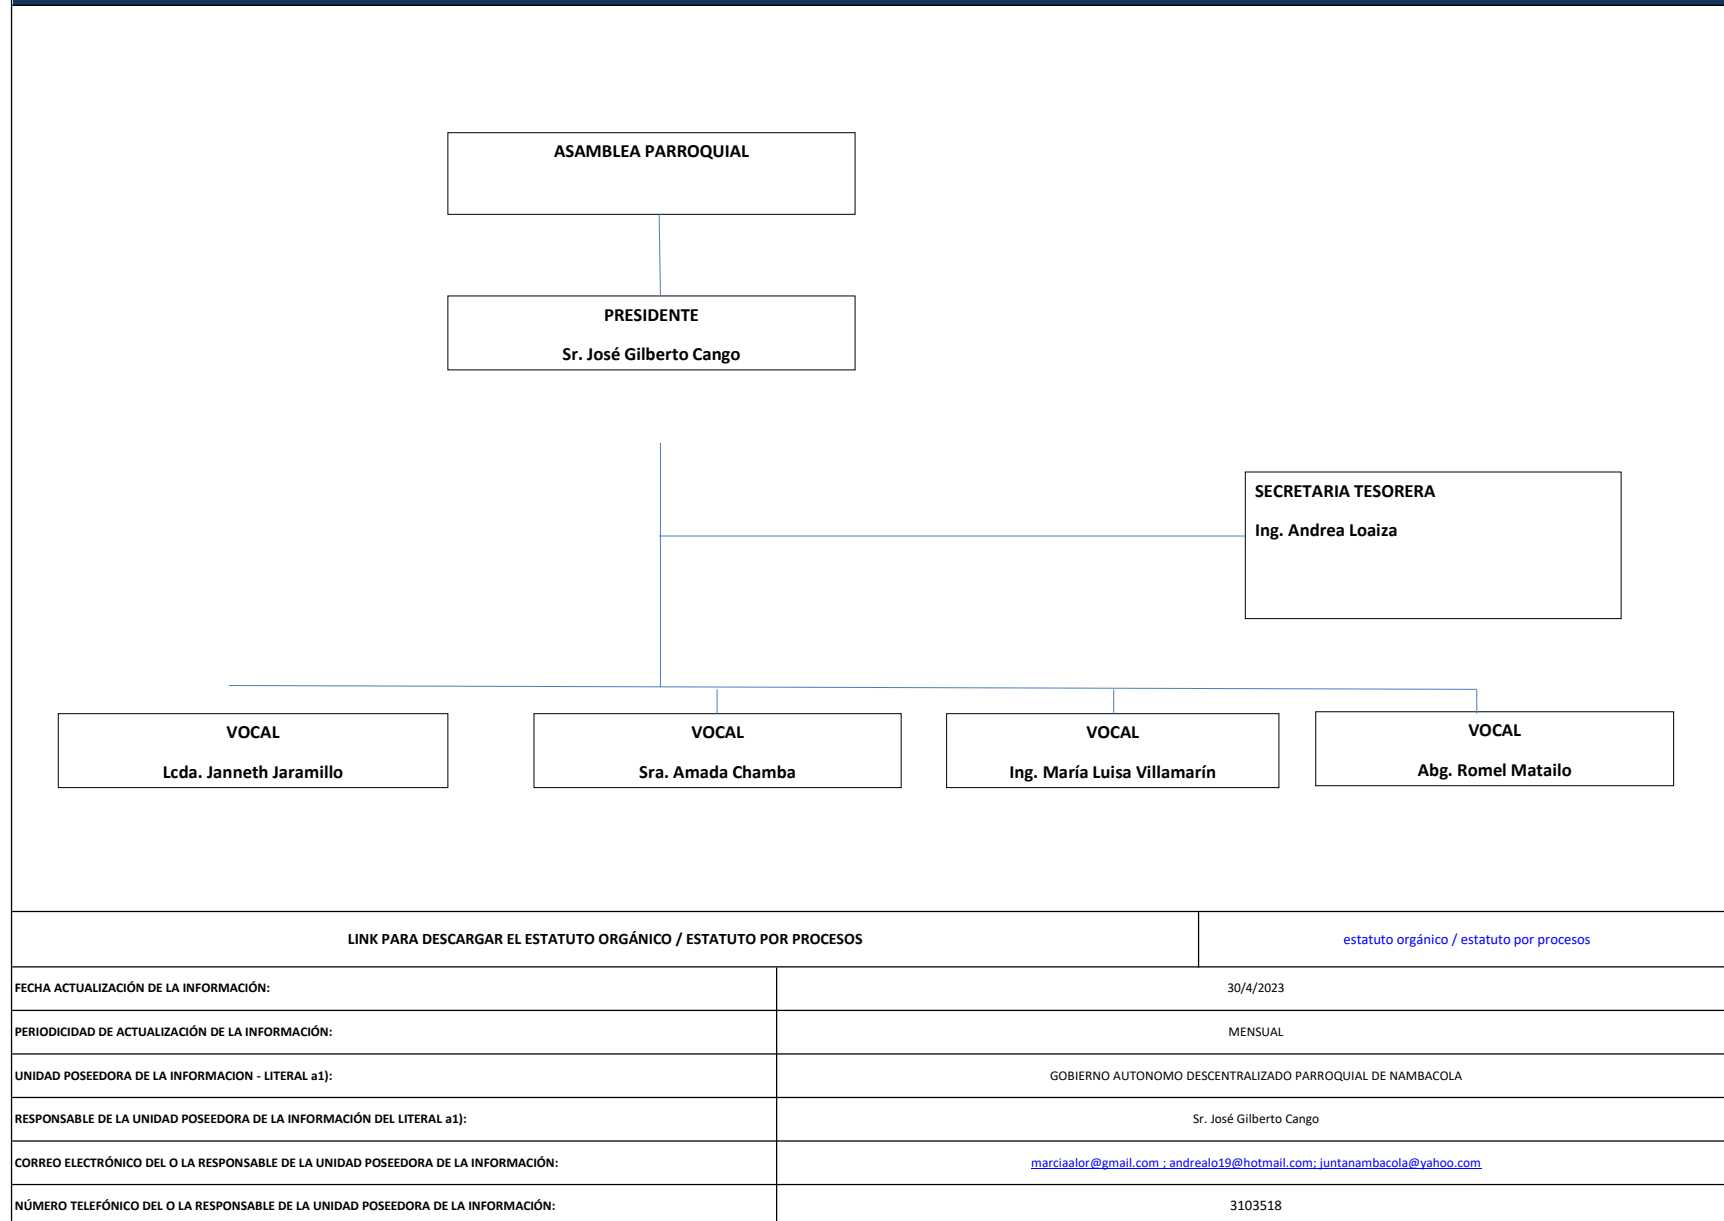 ASAMBLEA PARROQUIAL
PRESIDENTE
Sr. José Gilberto Cango
SECRETARIA TESORERA
Ing. Andrea Loaiza
VOCAL
Lcda. Janneth Jaramillo
VOCAL
Sra. Amada Chamba
VOCAL
Ing. María Luisa Villamarín
VOCAL
Abg. Romel Matailo
LINK PARA DESCARGAR EL ESTATUTO ORGÁNICO / ESTATUTO POR PROCESOS
estatuto orgánico / estatuto por procesos
FECHA ACTUALIZACIÓN DE LA INFORMACIÓN:
30/4/2023
PERIODICIDAD DE ACTUALIZACIÓN DE LA INFORMACIÓN:
MENSUAL
UNIDAD POSEEDORA DE LA INFORMACION - LITERAL a1):
GOBIERNO AUTONOMO DESCENTRALIZADO PARROQUIAL DE NAMBACOLA
RESPONSABLE DE LA UNIDAD POSEEDORA DE LA INFORMACIÓN DEL LITERAL a1):
Sr. José Gilberto Cango
CORREO ELECTRÓNICO DEL O LA RESPONSABLE DE LA UNIDAD POSEEDORA DE LA INFORMACIÓN:
marciaalor@gmail.com ; andrealo19@hotmail.com; juntanambacola@yahoo.com
NÚMERO TELEFÓNICO DEL O LA RESPONSABLE DE LA UNIDAD POSEEDORA DE LA INFORMACIÓN:
3103518